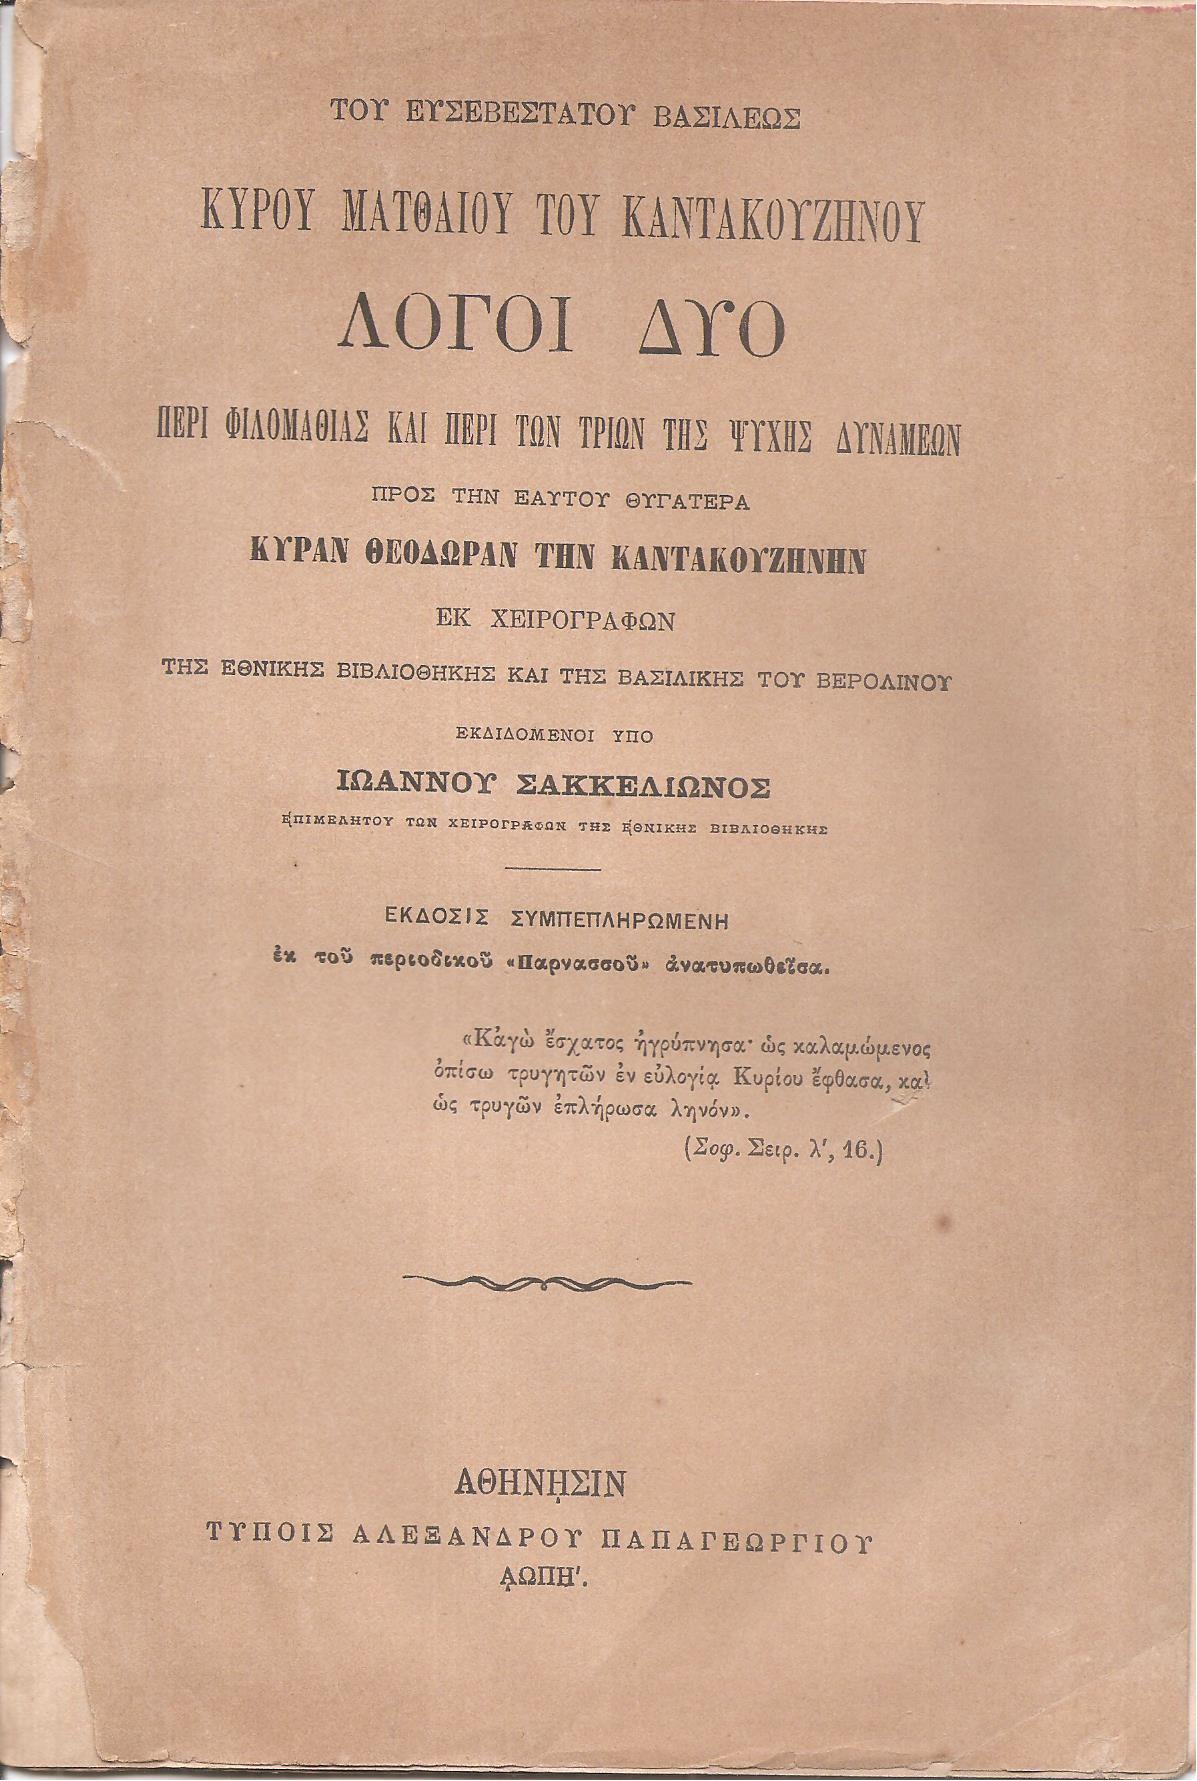 ΤΟΥ ΕΥΣΕΒΕΣΤΑΤΟΥ ΒΑΣΙΛΕΩΣ
ΚΥΡΟΥ ΜΑΤΘΑΙΟΥ ΤΟΥ ΚΑΝΤΑΚΟΥΖΗΝΟΥ
ΛΟΓΟΙ ΔΥΟ
ΠΕΡΙ ΦΙΛΟΜΑΘΙΑΣ ΚΑΙ ΠΕΡΙ ΤΩΝ ΤΡΙΩΝ ΤΗΣ ΨΥΧΗΣ ΔΥΝΑΜΕΩΝ
ΠΡΟΣ ΤΗΝ ΕΑΥΤΟΥ ΘΥΓΑΤΕΡΑ
ΚΥΡΑΝ ΘΕΟΔΩΡΑΝ ΤΗΝ ΚΑΝΤΑΚΟΥΖΗΝΗΝ
ΕΚ ΧΕΙΡΟΓΡΑΦΩΝ
ΤΗΣ ΕΘΝΙΚΗΣ ΒΙΒΛΙΟΘΗΚΗΣ ΚΑΙ ΤΗΣ ΒΑΣΙΛΙΚΗΣ ΤΟΥ ΒΕΡΟΛΙΝΟΥ
ΕΚΔΙΔΟΜΕΝΟΙ ΥΠΟ
ΙΩΑΝΝΟΥ ΣΑΚΚΕΛΙΩΝΟΣ
ΕΠΙΜΕΛΗΤΟΥ ΤΩΝ ΧΕΙΡΟΓΡΑΦΩΝ ΤΗΣ ΕΘΝΙΚΗΣ ΒΙΒΛΙΟΘΗΚΗΣ
ΕΚΔΟΣΙΣ ΣΥΜΠΕΠΛΗΡΩΜΕΝΗ
ἐκ τοῦ περιοδικοῦ «Παρνασσοῦ» ἀνατυπωθεῖσα.
«Κἀγὼ ἔσχατος ἠγρύπνησα· ὡς καλαμώμενος
ὀπίσω τρυγητῶν ἐν εὐλογίᾳ Κυρίου ἔφθασα, καὶ
ὡς τρυγῶν ἐπλήρωσα ληνόν».
(Σοφ. Σειρ. λ′, 16.)
ΑΘΗΝΗΣΙΝ
ΤΥΠΟΙΣ ΑΛΕΞΑΝΔΡΟΥ ΠΑΠΑΓΕΩΡΓΙΟΥ
͵ΑΩΠΗ′.